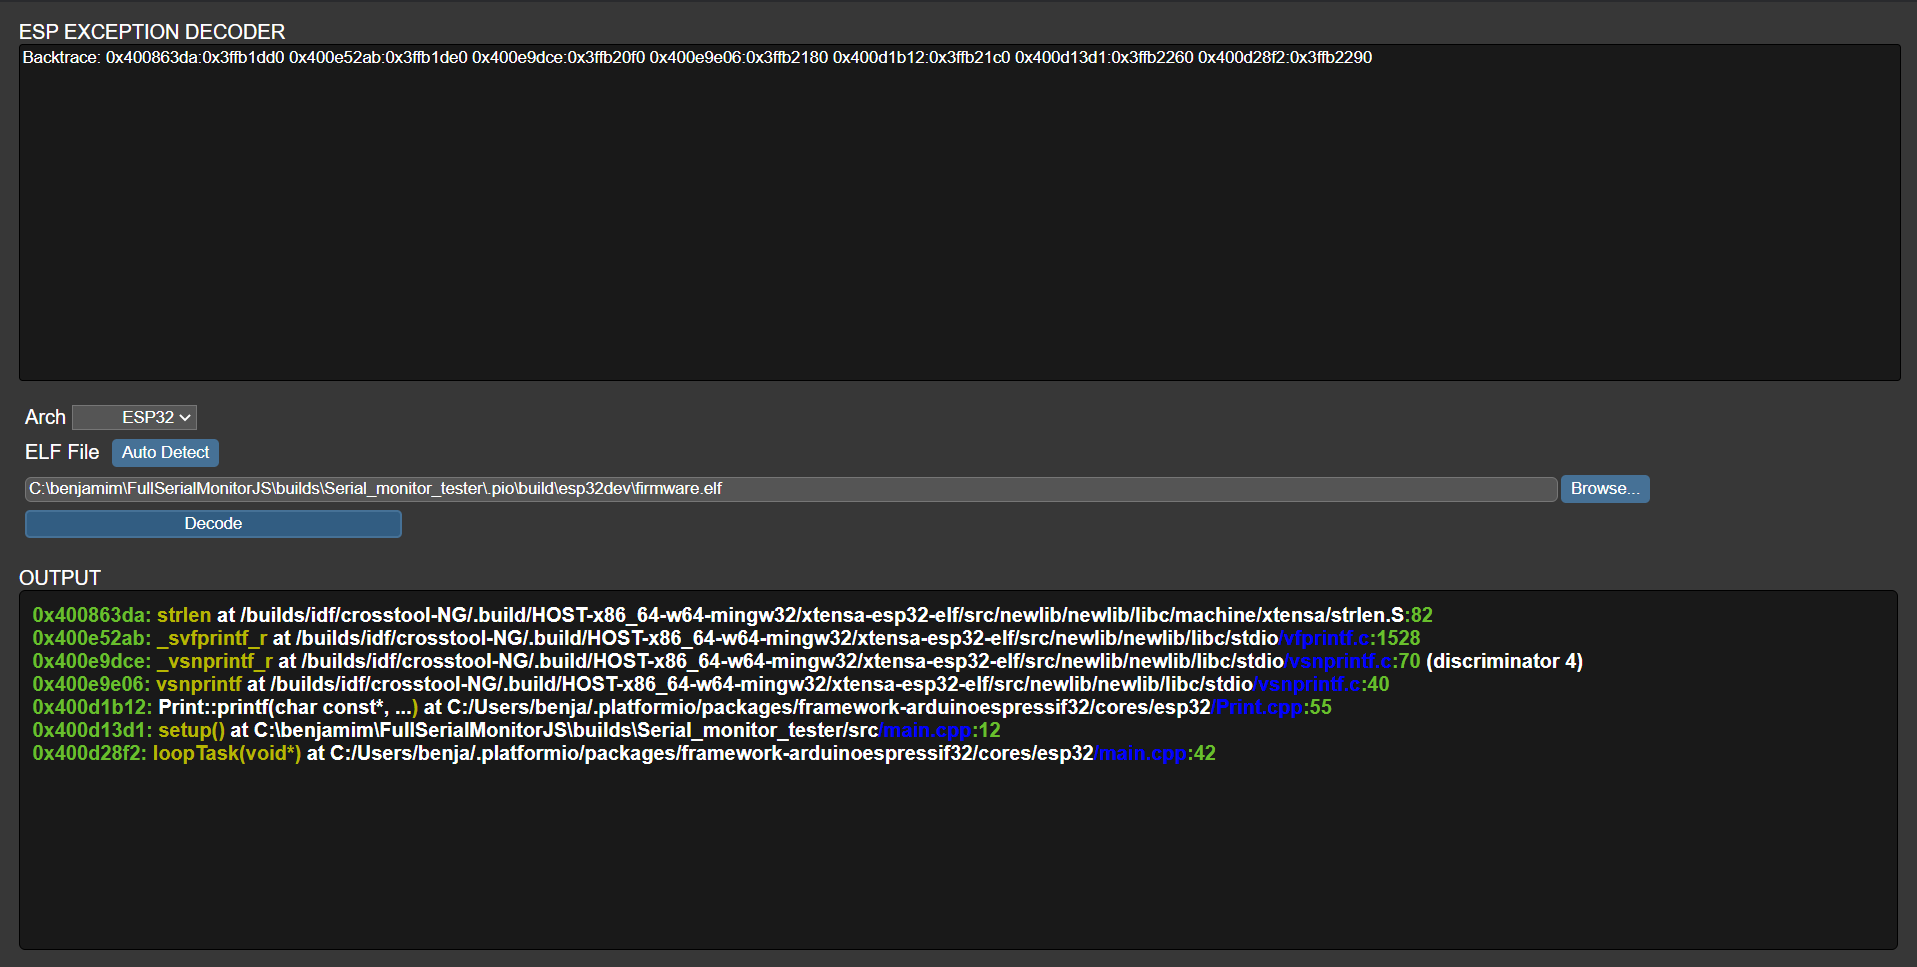 ESP EXCEPTION DECODER
Backtrace: 0x400863da:0x3ffb1dd0 0x400e52ab:0x3ffb1de0 0x400e9dce:0x3ffb20f0 0x400e9e06:0x3ffb2180 0x400d1b12:0x3ffb21c0 0x400d13d1:0x3ffb2260 0x400d28f2:0x3ffb2290
Arch ESP32
ELF File Auto Detect
C:\benjamim\FullSerialMonitorJS\builds\Serial_monitor_tester\.pio\build\esp32dev\firmware.elf Browse...
Decode
OUTPUT
0x400863da: strlen at /builds/idf/crosstool-NG/.build/HOST-x86_64-w64-mingw32/xtensa-esp32-elf/src/newlib/newlib/libc/machine/xtensa/strlen.S:82
0x400e52ab: _svfprintf_r at /builds/idf/crosstool-NG/.build/HOST-x86_64-w64-mingw32/xtensa-esp32-elf/src/newlib/newlib/libc/stdio/vfprintf.c:1528
0x400e9dce: _vsnprintf_r at /builds/idf/crosstool-NG/.build/HOST-x86_64-w64-mingw32/xtensa-esp32-elf/src/newlib/newlib/libc/stdio/vsnprintf.c:70 (discriminator 4)
0x400e9e06: vsnprintf at /builds/idf/crosstool-NG/.build/HOST-x86_64-w64-mingw32/xtensa-esp32-elf/src/newlib/newlib/libc/stdio/vsnprintf.c:40
0x400d1b12: Print::printf(char const*, ...) at C:/Users/benja/.platformio/packages/framework-arduinoespressif32/cores/esp32/Print.cpp:55
0x400d13d1: setup() at C:\benjamim\FullSerialMonitorJS\builds\Serial_monitor_tester/src/main.cpp:12
0x400d28f2: loopTask(void*) at C:/Users/benja/.platformio/packages/framework-arduinoespressif32/cores/esp32/main.cpp:42